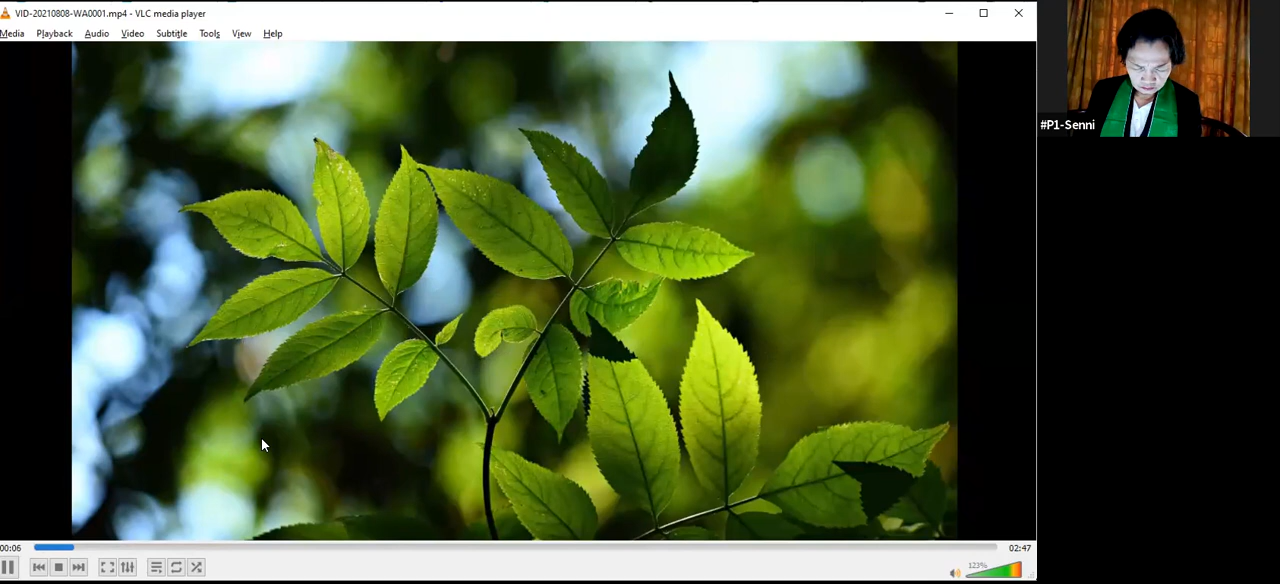 VID-20210808-WA0001.mp4 - VLC media player
Media Playback Audio Video Subtitle Tools View Help
#P1-Senni
00:06
02:47
123%